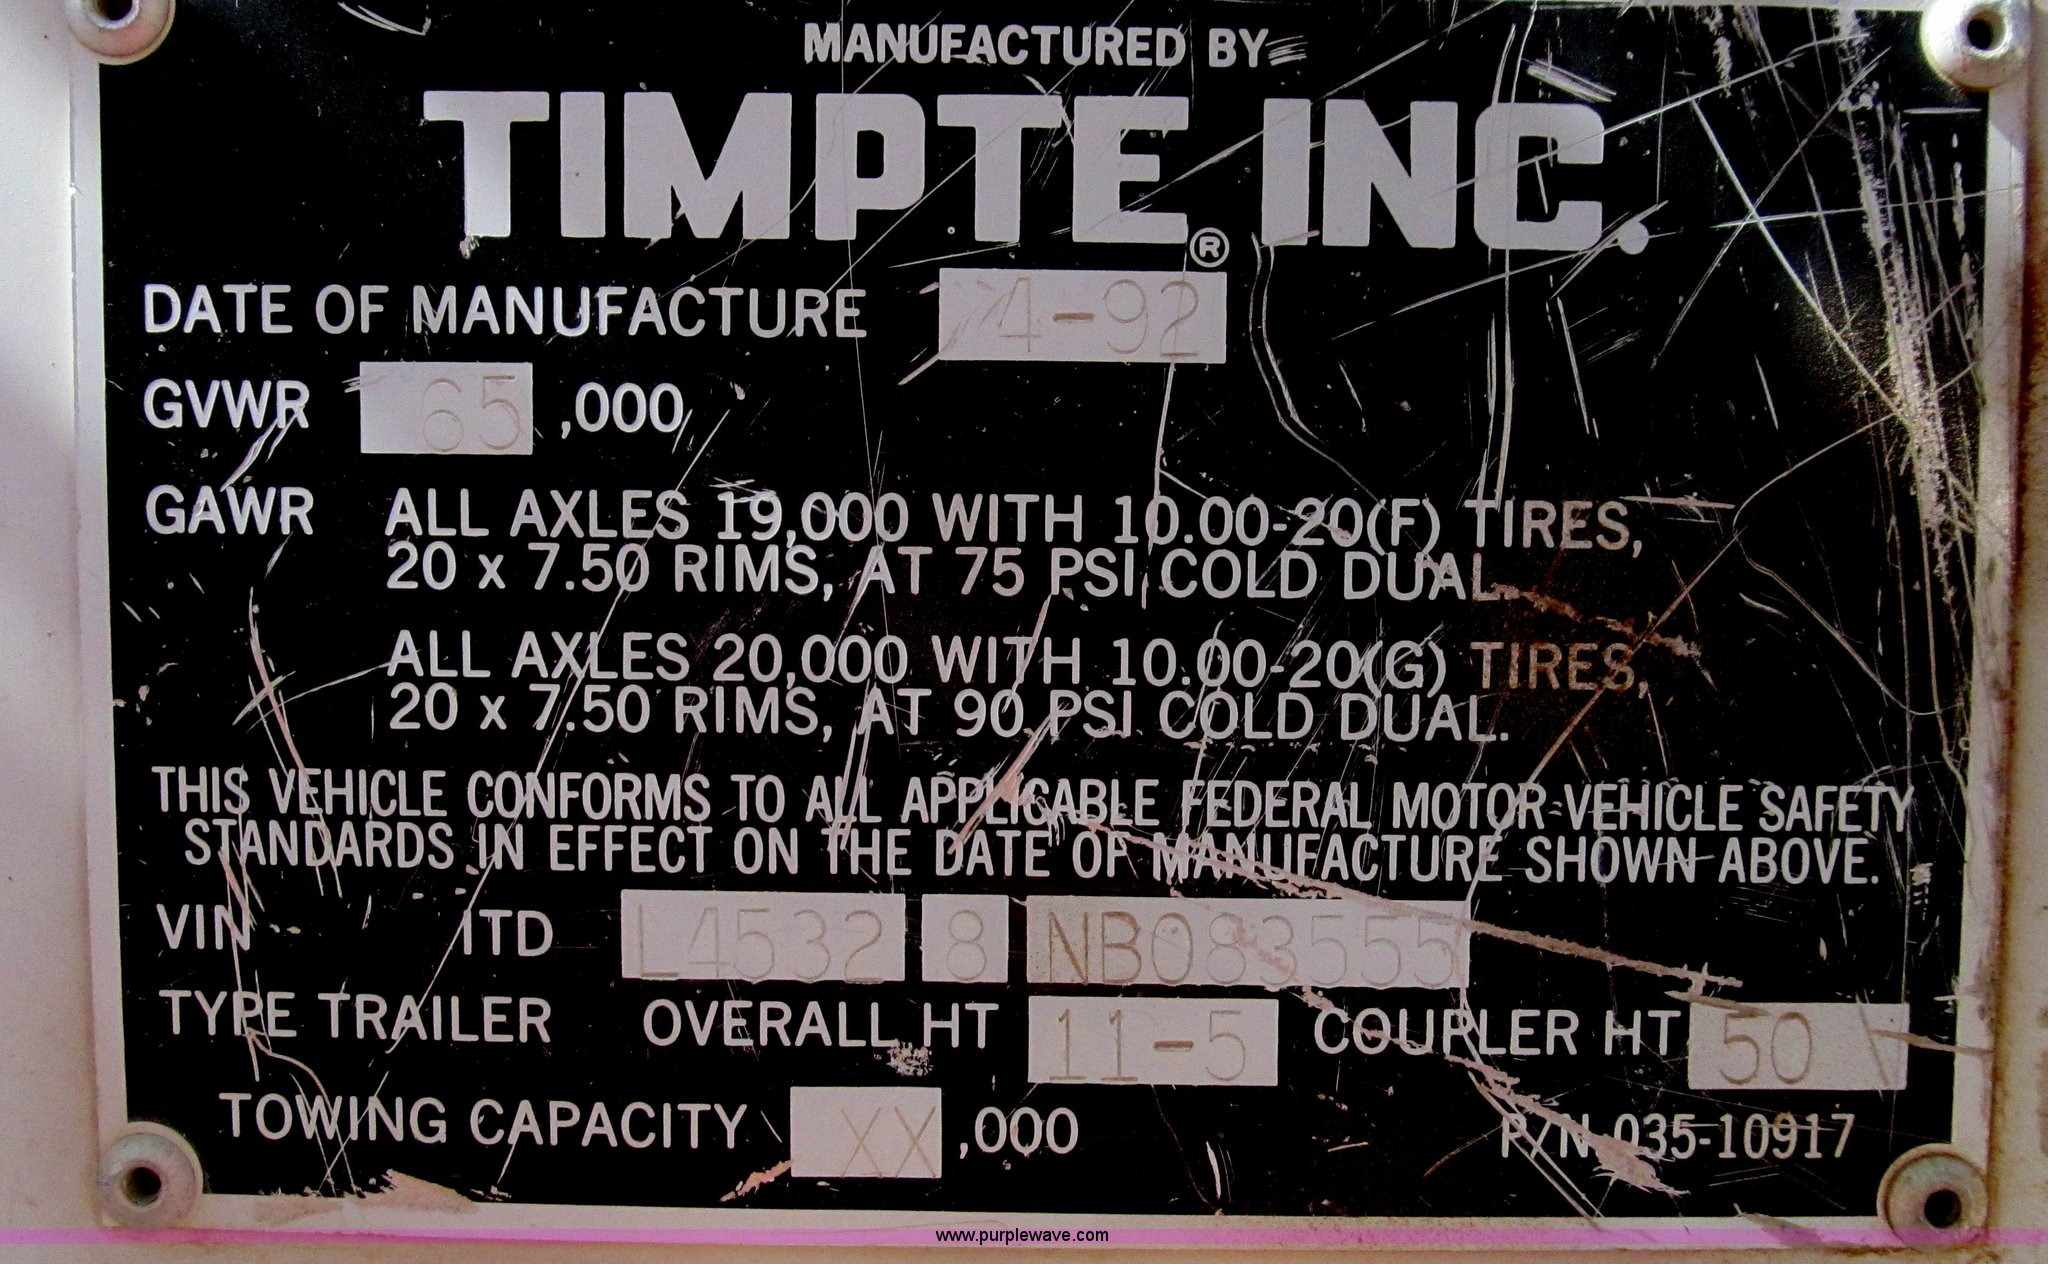 MANUFACTURED BY
TIMPTE® INC.
DATE OF MANUFACTURE 4-92
GVWR 65 ,000
GAWR ALL AXLES 19,000 WITH 10.00-20(F) TIRES,
20 x 7.50 RIMS, AT 75 PSI COLD DUAL.
ALL AXLES 20,000 WITH 10.00-20(G) TIRES,
20 x 7.50 RIMS, AT 90 PSI COLD DUAL.
THIS VEHICLE CONFORMS TO ALL APPLICABLE FEDERAL MOTOR VEHICLE SAFETY
STANDARDS IN EFFECT ON THE DATE OF MANUFACTURE SHOWN ABOVE.
VIN 1TD L4532 8 NB083555
TYPE TRAILER OVERALL HT 11-5 COUPLER HT 50
TOWING CAPACITY XX ,000
P/N 035-10917
www.purplewave.com